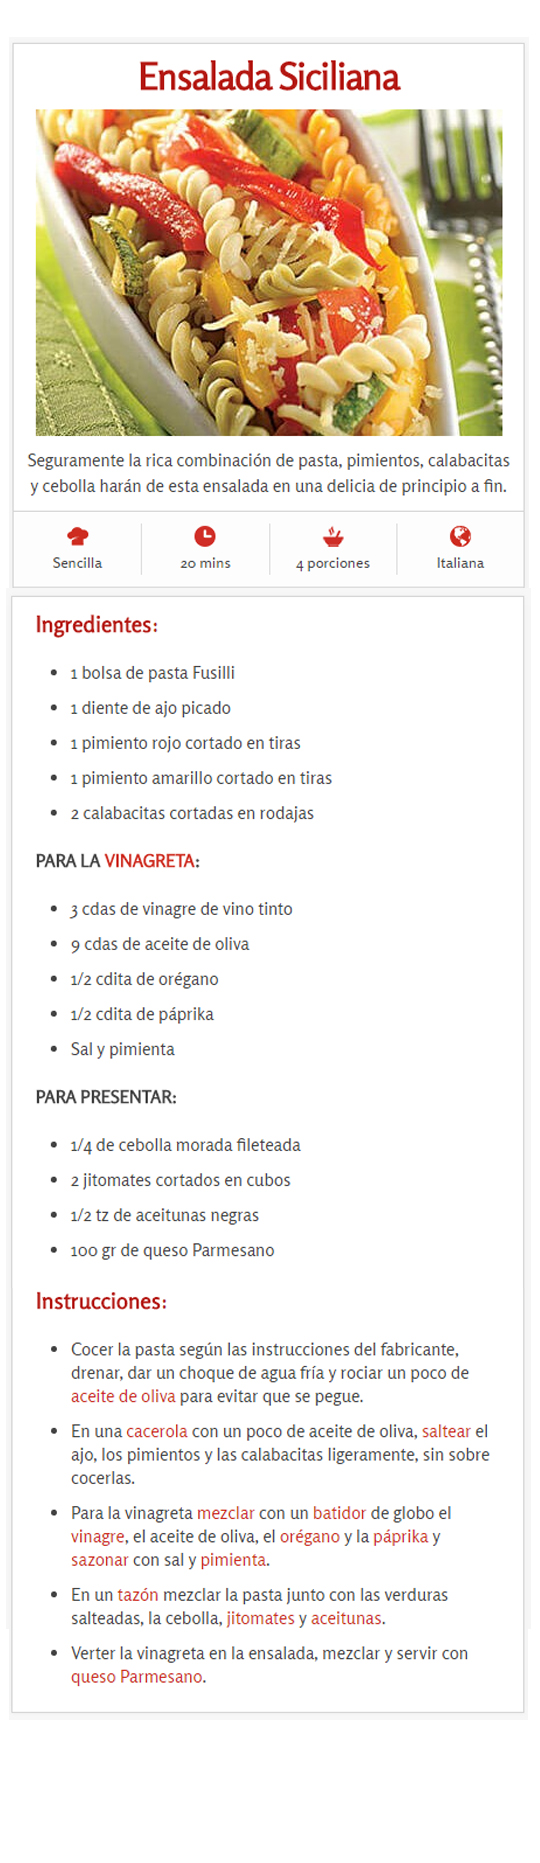 Ensalada Siciliana
Seguramente la rica combinación de pasta, pimientos, calabacitas
y cebolla harán de esta ensalada en una delicia de principio a fin.
Sencilla
20 mins
4 porciones
Italiana
Ingredientes:
• 1 bolsa de pasta Fusilli
• 1 diente de ajo picado
• 1 pimiento rojo cortado en tiras
• 1 pimiento amarillo cortado en tiras
• 2 calabacitas cortadas en rodajas
PARA LA VINAGRETA:
• 3 cdas de vinagre de vino tinto
• 9 cdas de aceite de oliva
• 1/2 cdita de orégano
• 1/2 cdita de páprika
• Sal y pimienta
PARA PRESENTAR:
• 1/4 de cebolla morada fileteada
• 2 jitomates cortados en cubos
• 1/2 tz de aceitunas negras
• 100 gr de queso Parmesano
Instrucciones:
• Cocer la pasta según las instrucciones del fabricante,
drenar, dar un choque de agua fría y rociar un poco de
aceite de oliva para evitar que se pegue.
• En una cacerola con un poco de aceite de oliva, saltear el
ajo, los pimientos y las calabacitas ligeramente, sin sobre
cocerlas.
• Para la vinagreta mezclar con un batidor de globo el
vinagre, el aceite de oliva, el orégano y la páprika y
sazonar con sal y pimienta.
• En un tazón mezclar la pasta junto con las verduras
salteadas, la cebolla, jitomates y aceitunas.
• Verter la vinagreta en la ensalada, mezclar y servir con
queso Parmesano.